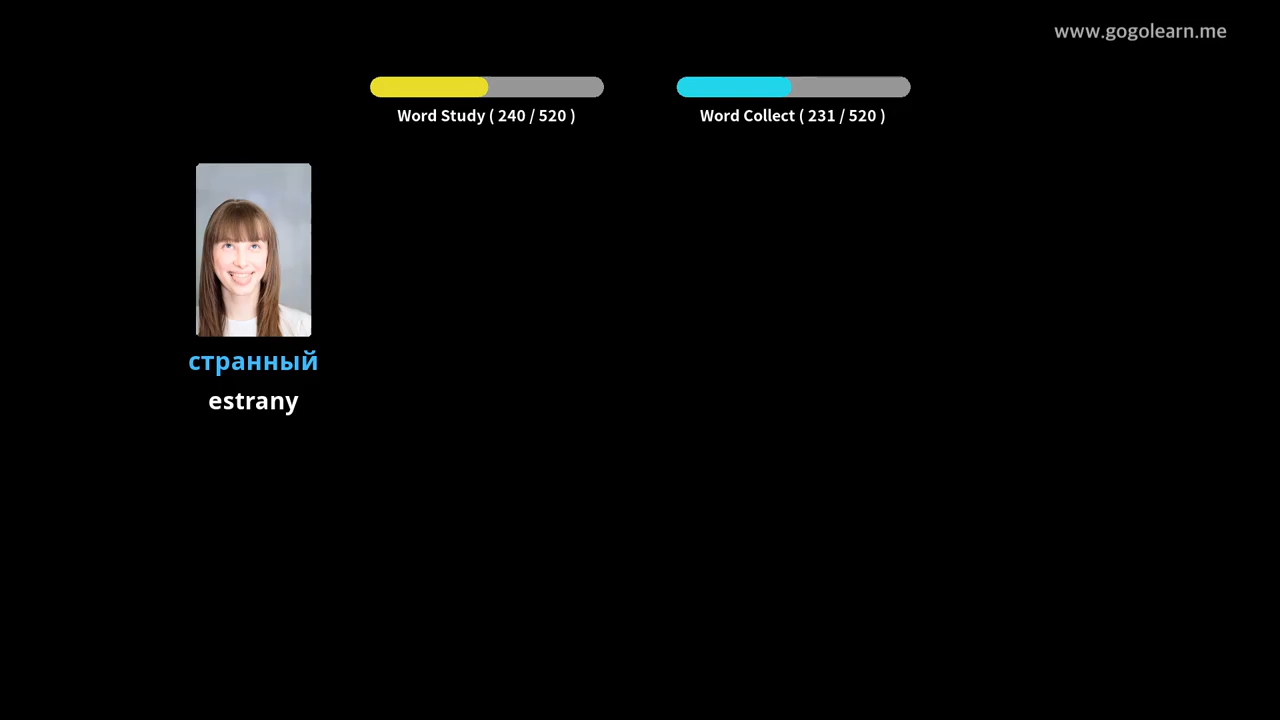 www.gogolearn.me
Word Study ( 240 / 520 )
Word Collect ( 231 / 520 )
странный
estrany